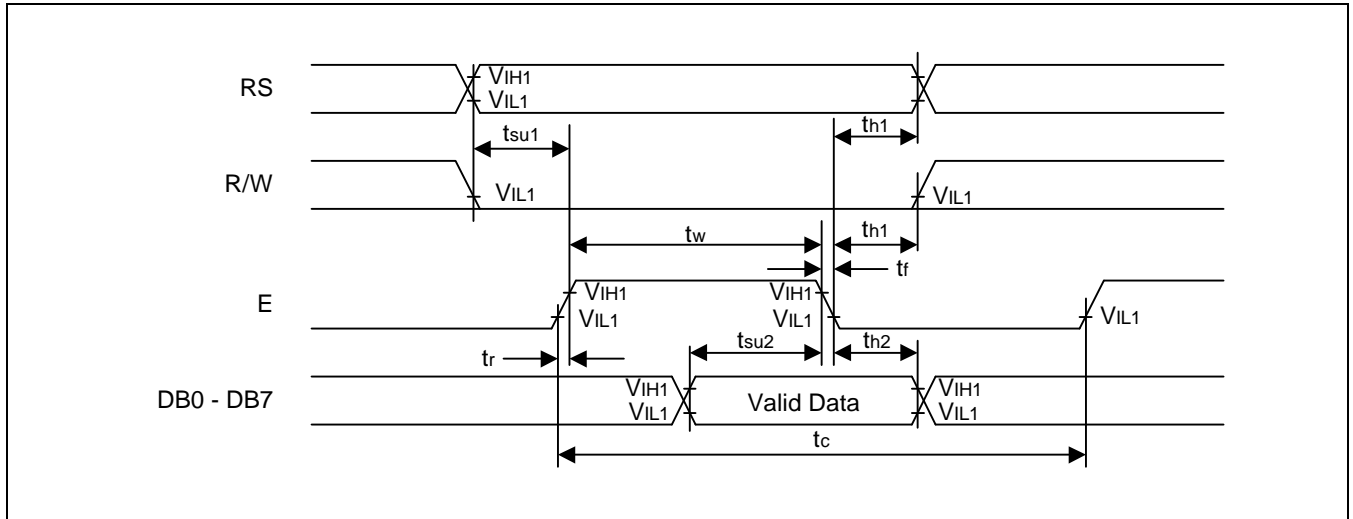 RS
VIH1
VIL1
tsu1
th1
R/W
VIL1
VIL1
tw
th1
tf
E
VIH1
VIH1
VIL1
VIL1
VIL1
tr
tsu2
th2
DB0 - DB7
VIH1
VIL1
Valid Data
VIH1
VIL1
tc